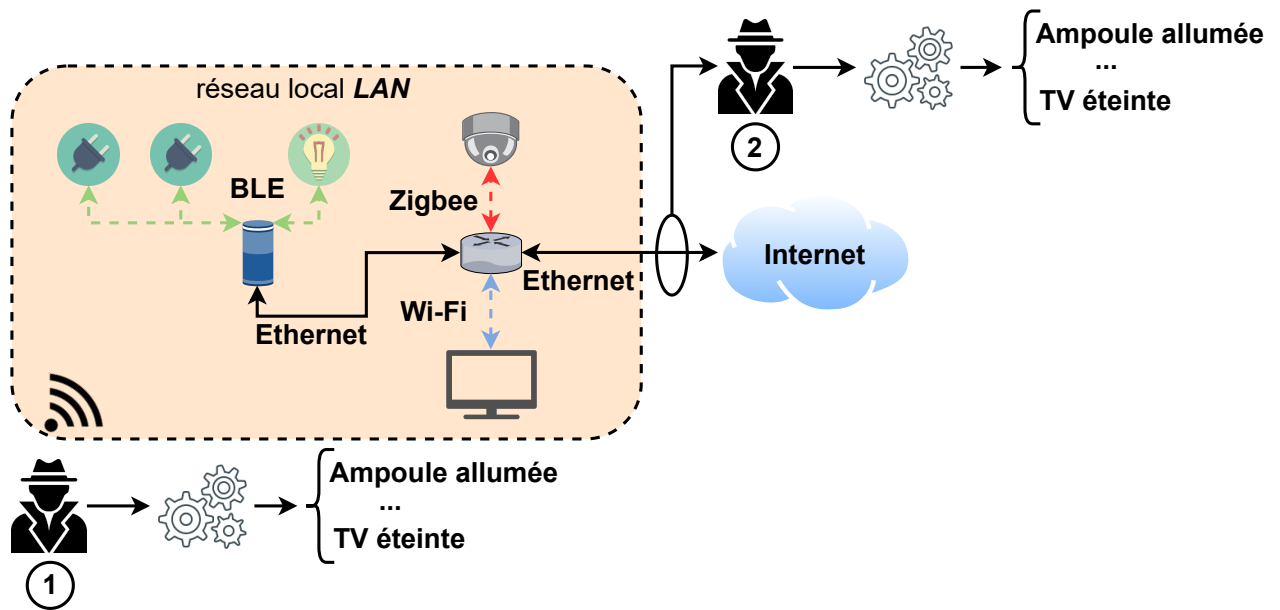 Ampoule allumée
...
TV éteinte
2
réseau local LAN
BLE
Zigbee
Internet
Ethernet
Ethernet
Wi-Fi
Ampoule allumée
...
TV éteinte
1